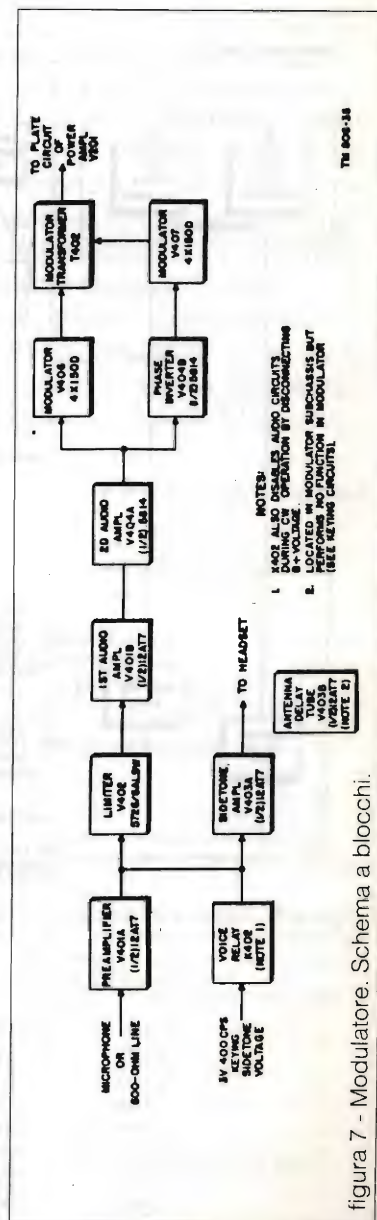 MICROPHONE
OR
600-OHM LINE
PREAMPLIFIER
V401A
(1/2)12AT7
LIMITER
V402
5726/6AL5W
1ST AUDIO
AMPL
V401B
(1/2)12AT7
2D AUDIO
AMPL
V404A
(1/2) 5814
MODULATOR
V406
4X150D
MODULATOR
TRANSFORMER
T402
TO PLATE
CIRCUIT
OF
POWER
AMPL
PHASE
INVERTER
V404B
(1/2)5814
MODULATOR
V407
4X150D
3V 400 CPS
KEYING
SIDETONE
VOLTAGE
VOICE
RELAY
K402
(NOTE 1)
SIDETONE
AMPL
V403A
(1/2)12AT7
TO HEADSET
ANTENNA
DELAY
TUBE
V403B
(1/2)12AT7
(NOTE 2)
NOTES:
1. K402 ALSO DISABLES AUDIO CIRCUITS
DURING CW OPERATION BY DISCONNECTING
B+ VOLTAGE.
2. LOCATED IN MODULATOR SUBCHASSIS BUT
PERFORMS NO FUNCTION IN MODULATOR
(SEE KEYING CIRCUITS).
figura 7 - Modulatore. Schema a blocchi.